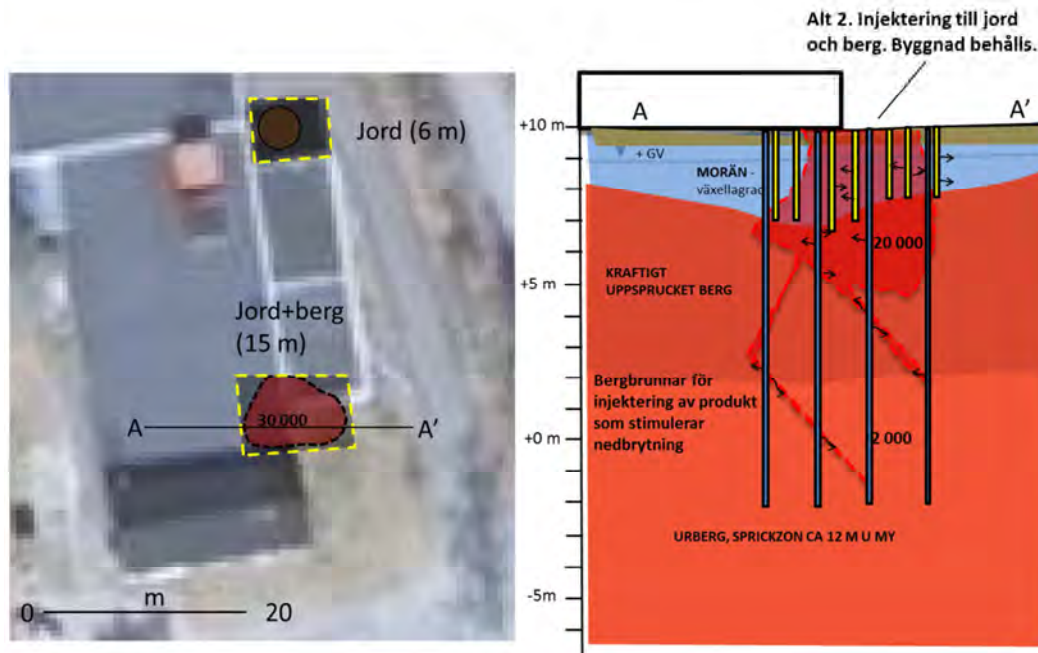 Alt 2. Injektering till jord
och berg. Byggnad behålls.
Jord (6 m)
Jord+berg
(15 m)
30 000
A
A'
m
0
20
A
A'
+10 m
+ GV
MORÄN -
växellagrad
20 000
+5 m
KRAFTIGT
UPPSPRUCKET BERG
Bergbrunnar för
injektering av produkt
som stimulerar
nedbrytning
+0 m
2 000
URBERG, SPRICKZON CA 12 M U MY
-5m